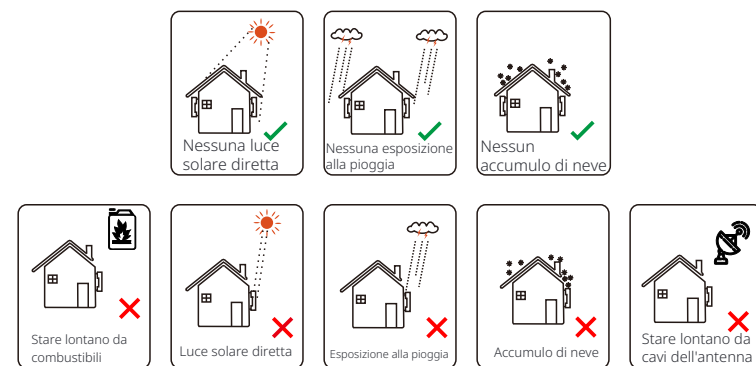 Nessuna luce
solare diretta
Nessuna esposizione
alla pioggia
Nessun
accumulo di neve
Stare lontano da
combustibili
Luce solare diretta
Esposizione alla pioggia
Accumulo di neve
Stare lontano da
cavi dell'antenna